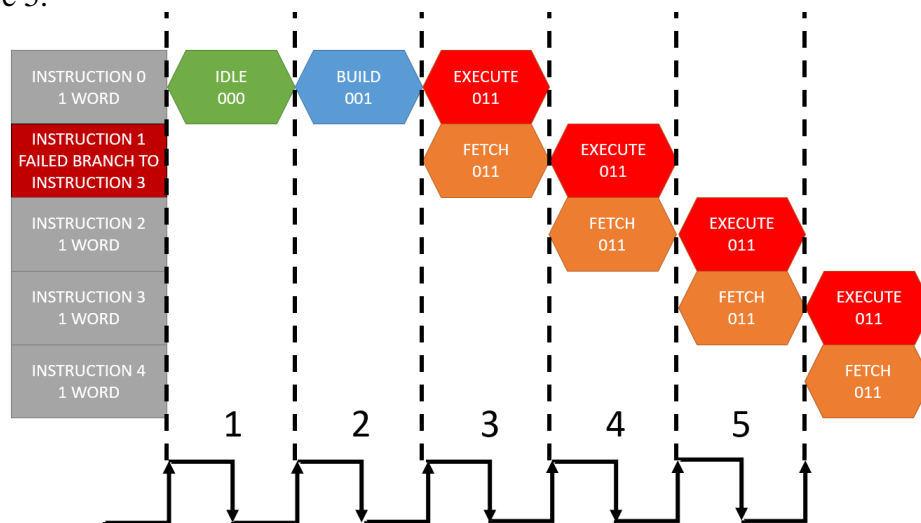 INSTRUCTION 0
1 WORD
IDLE
000
BUILD
001
EXECUTE
011
INSTRUCTION 1
FAILED BRANCH TO
INSTRUCTION 3
FETCH
011
EXECUTE
011
INSTRUCTION 2
1 WORD
FETCH
011
EXECUTE
011
INSTRUCTION 3
1 WORD
FETCH
011
EXECUTE
011
INSTRUCTION 4
1 WORD
FETCH
011
1 2 3 4 5